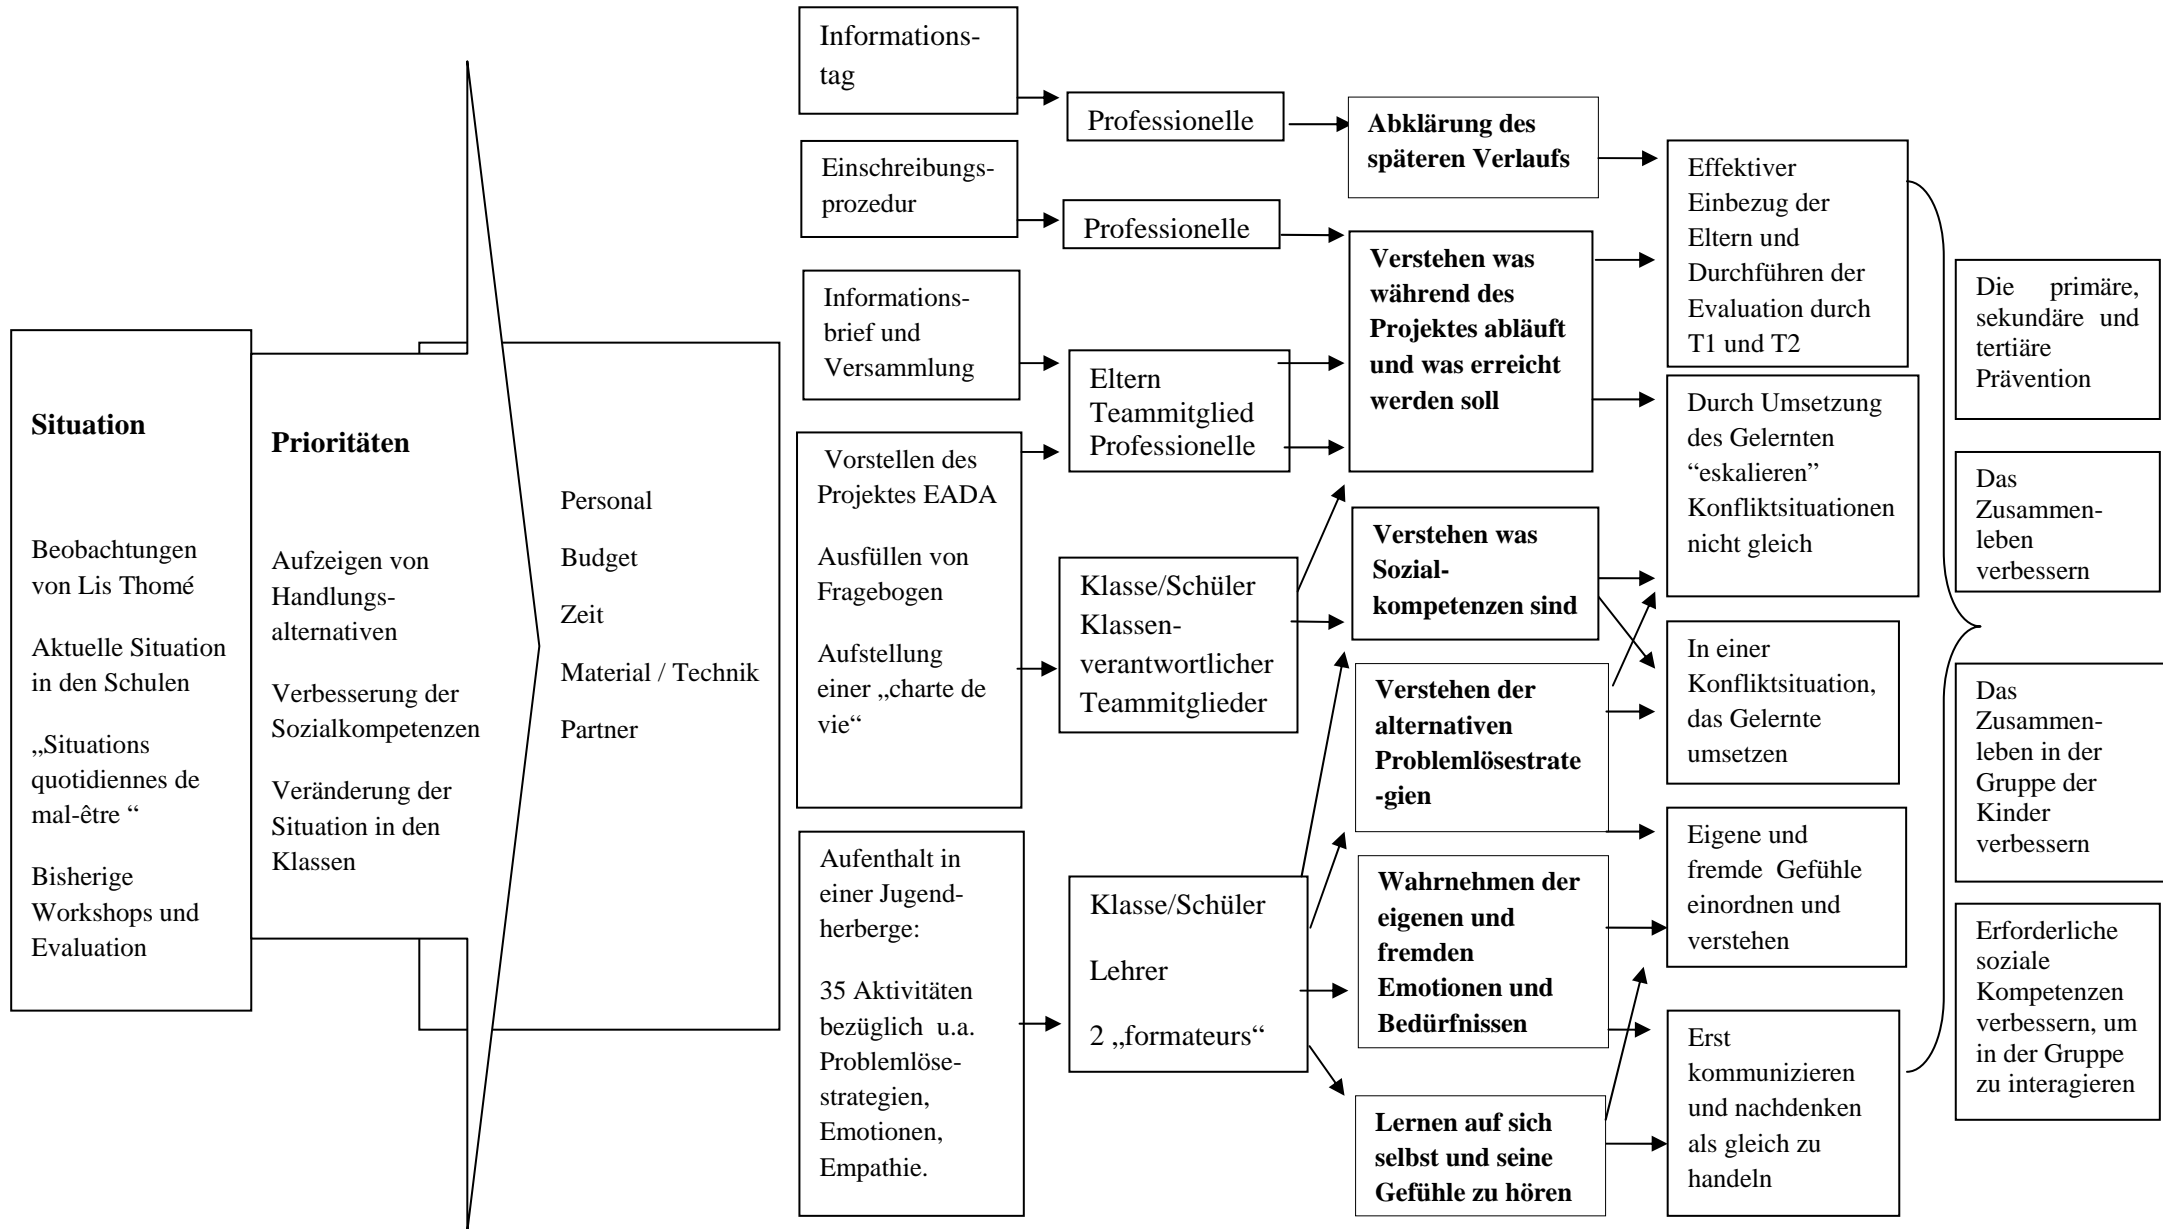 Situation
Beobachtungen
von Lis Thomé
Aktuelle Situation
in den Schulen
„Situations
quotidiennes de
mal-être “
Bisherige
Workshops und
Evaluation
Prioritäten
Aufzeigen von
Handlungs-
alternativen
Verbesserung der
Sozialkompetenzen
Veränderung der
Situation in den
Klassen
Personal
Budget
Zeit
Material / Technik
Partner
Informations-
tag
Einschreibungs-
prozedur
Informations-
brief und
Versammlung
Vorstellen des
Projektes EADA
Ausfüllen von
Fragebogen
Aufstellung
einer „charte de
vie“
Aufenthalt in
einer Jugend-
herberge:
35 Aktivitäten
bezüglich u.a.
Problemlöse-
strategien,
Emotionen,
Empathie.
Professionelle
Professionelle
Eltern
Teammitglied
Professionelle
Klasse/Schüler
Klassen-
verantwortlicher
Teammitglieder
Klasse/Schüler
Lehrer
2 „formateurs“
Abklärung des
späteren Verlaufs
Verstehen was
während des
Projektes abläuft
und was erreicht
werden soll
Verstehen was
Sozial-
kompetenzen sind
Verstehen der
alternativen
Problemlösestrate
-gien
Wahrnehmen der
eigenen und
fremden
Emotionen und
Bedürfnissen
Lernen auf sich
selbst und seine
Gefühle zu hören
Effektiver
Einbezug der
Eltern und
Durchführen der
Evaluation durch
T1 und T2
Durch Umsetzung
des Gelernten
“eskalieren”
Konfliktsituationen
nicht gleich
In einer
Konfliktsituation,
das Gelernte
umsetzen
Eigene und
fremde Gefühle
einordnen und
verstehen
Erst
kommunizieren
und nachdenken
als gleich zu
handeln
Die primäre,
sekundäre und
tertiäre
Prävention
Das
Zusammen-
leben
verbessern
Das
Zusammen-
leben in der
Gruppe der
Kinder
verbessern
Erforderliche
soziale
Kompetenzen
verbessern, um
in der Gruppe
zu interagieren